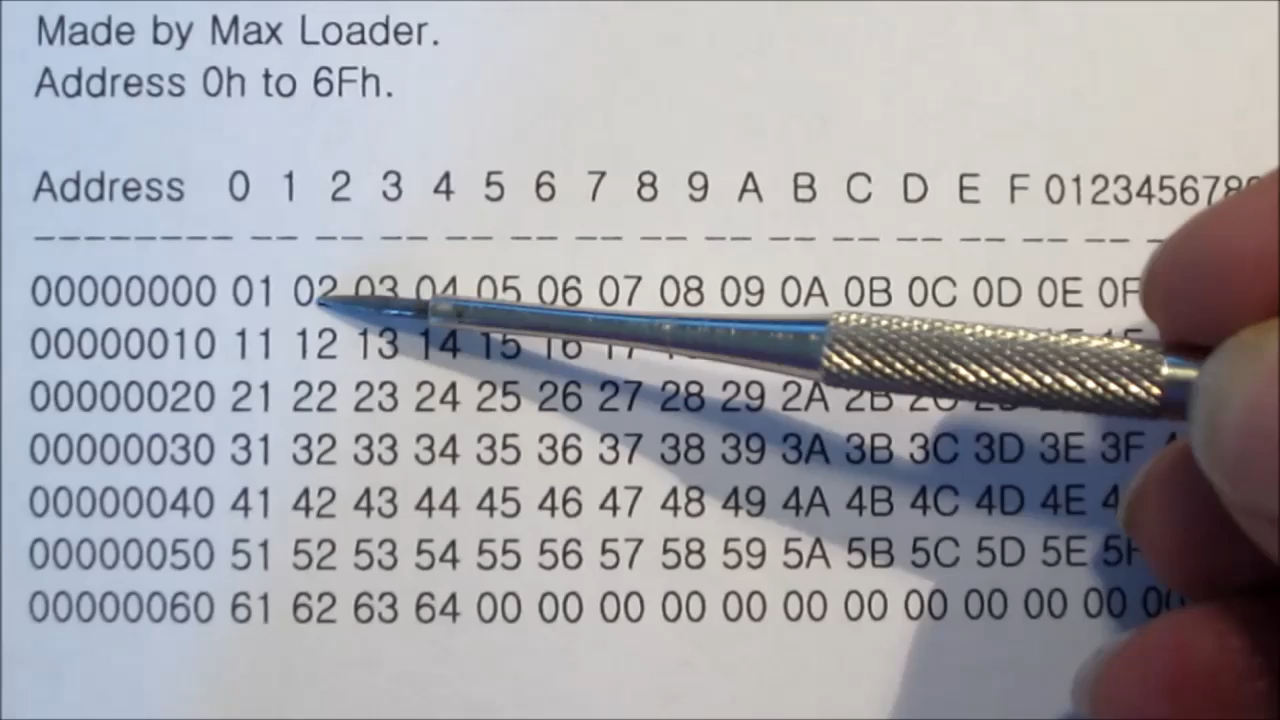 Made by Max Loader.
Address 0h to 6Fh.
Address 0 1 2 3 4 5 6 7 8 9 A B C D E F 012345678
-------- -- -- -- -- -- -- -- -- -- -- -- -- -- -- --
00000000 01 02 03 04 05 06 07 08 09 0A 0B 0C 0D 0E 0F
00000010 11 12 13 14 15 16 17
00000020 21 22 23 24 25 26 27 28 29 2A 2B
00000030 31 32 33 34 35 36 37 38 39 3A 3B 3C 3D 3E 3F
00000040 41 42 43 44 45 46 47 48 49 4A 4B 4C 4D 4E
00000050 51 52 53 54 55 56 57 58 59 5A 5B 5C 5D 5E 5F
00000060 61 62 63 64 00 00 00 00 00 00 00 00 00 00 00